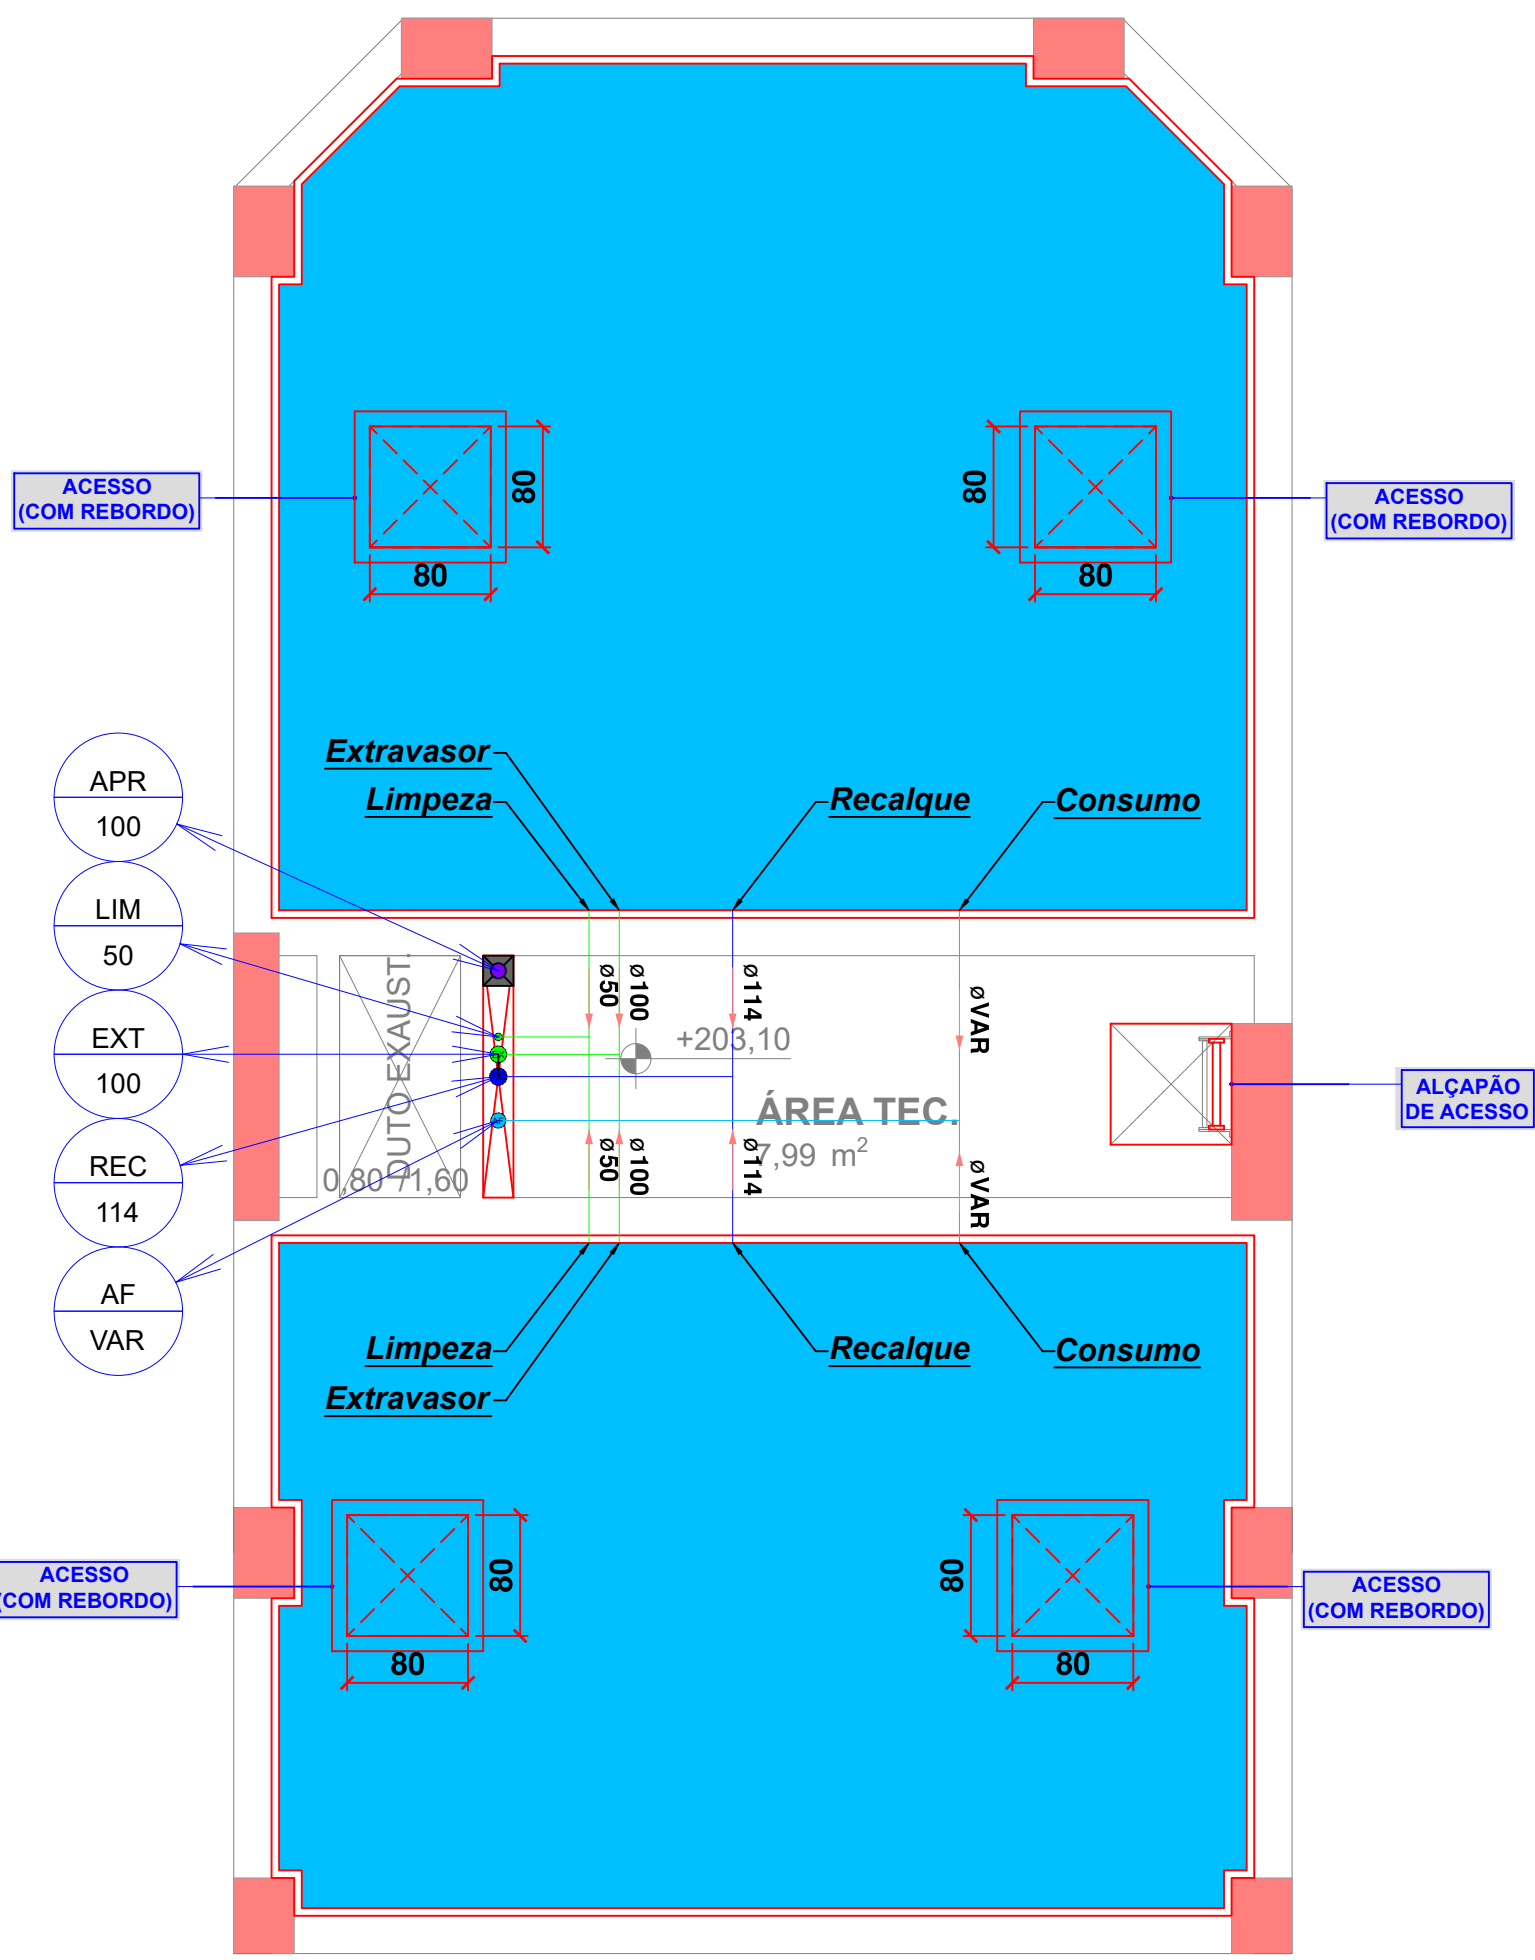 ACESSO
(COM REBORDO)
80
80
80
80
ACESSO
(COM REBORDO)
Extravasor
Limpeza
Recalque
Consumo
APR
100
LIM
50
EXT
100
REC
114
AF
VAR
DUTO EXAUST.
0,80 /1,60
AF
ø50
ø100
ø114
øVAR
+203,10
ÁREA TEC.
7,99 m²
ø50
ø100
ø114
øVAR
ALÇAPÃO
DE ACESSO
Limpeza
Extravasor
Recalque
Consumo
ACESSO
(COM REBORDO)
80
80
80
80
ACESSO
(COM REBORDO)